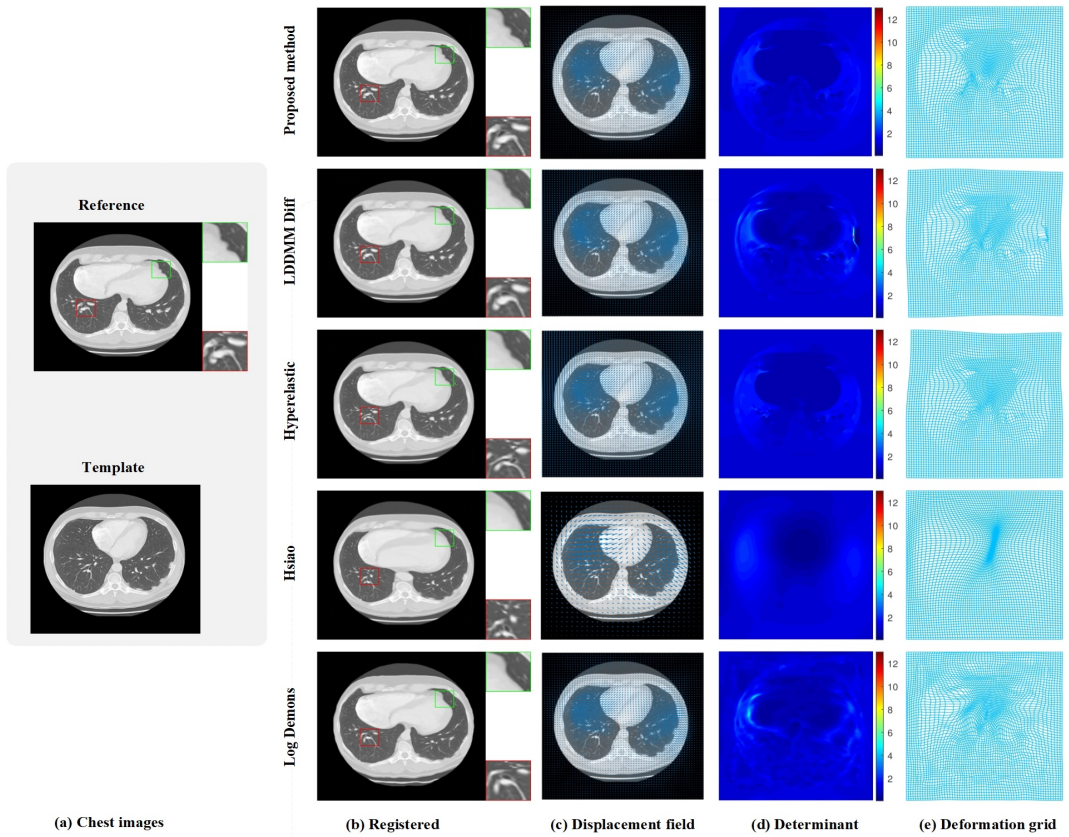 Reference
Template
(a) Chest images
Proposed method
12
10
8
6
4
2
LDDMM Diff
12
10
8
6
4
2
Hyperelastic
12
10
8
6
4
2
Hsiao
12
10
8
6
4
2
Log Demons
12
10
8
6
4
2
(b) Registered
(c) Displacement field
(d) Determinant
(e) Deformation grid